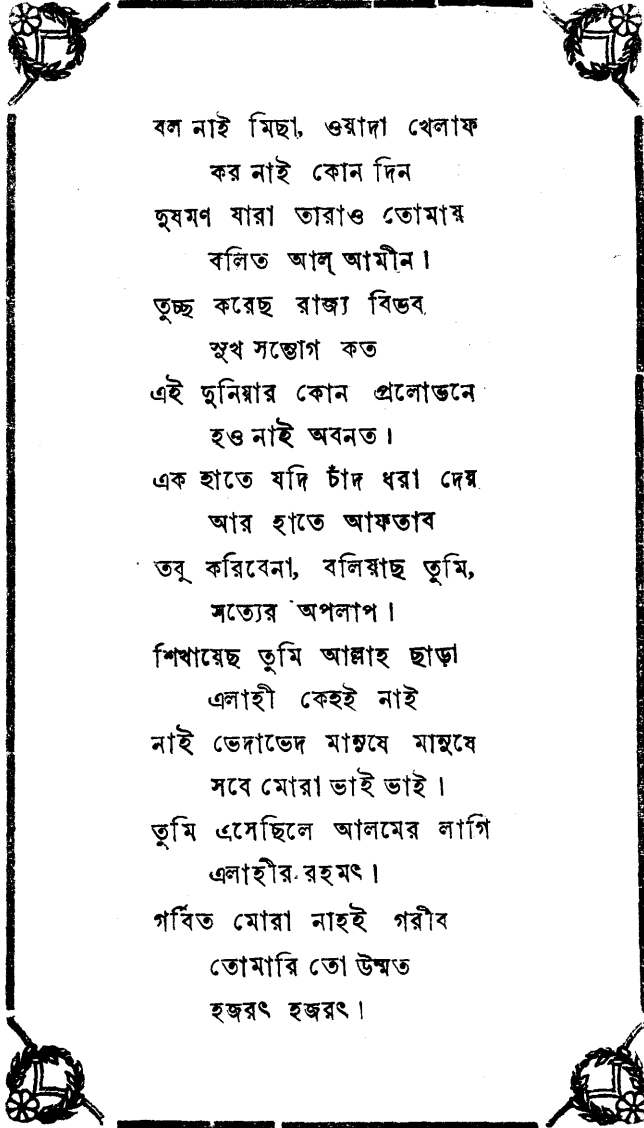 বল নাই মিছা, ওয়াদা খেলাফ
কর নাই কোন দিন
দুষমণ যারা তারাও তোমায়
বলিত আল্ আমীন।
তুচ্ছ করেছ রাজ্য বিভব
সুখ সম্ভোগ কত
এই দুনিয়ার কোন প্রলোভনে
হও নাই অবনত।
এক হাতে যদি চাঁদ ধরা দেয়
আর হাতে আফতাব
তবু করিবেনা, বলিয়াছ তুমি,
সত্যের অপলাপ।
শিখায়েছ তুমি আল্লাহ ছাড়া
এলাহী কেহই নাই
নাই ভেদাভেদ মানুষে মানুষে
সবে মোরা ভাই ভাই।
তুমি এসেছিলে আলমের লাগি
এলাহীর রহমৎ।
গর্বিত মোরা নাহই গরীব
তোমারি তো উম্মত
হজরৎ হজরৎ।